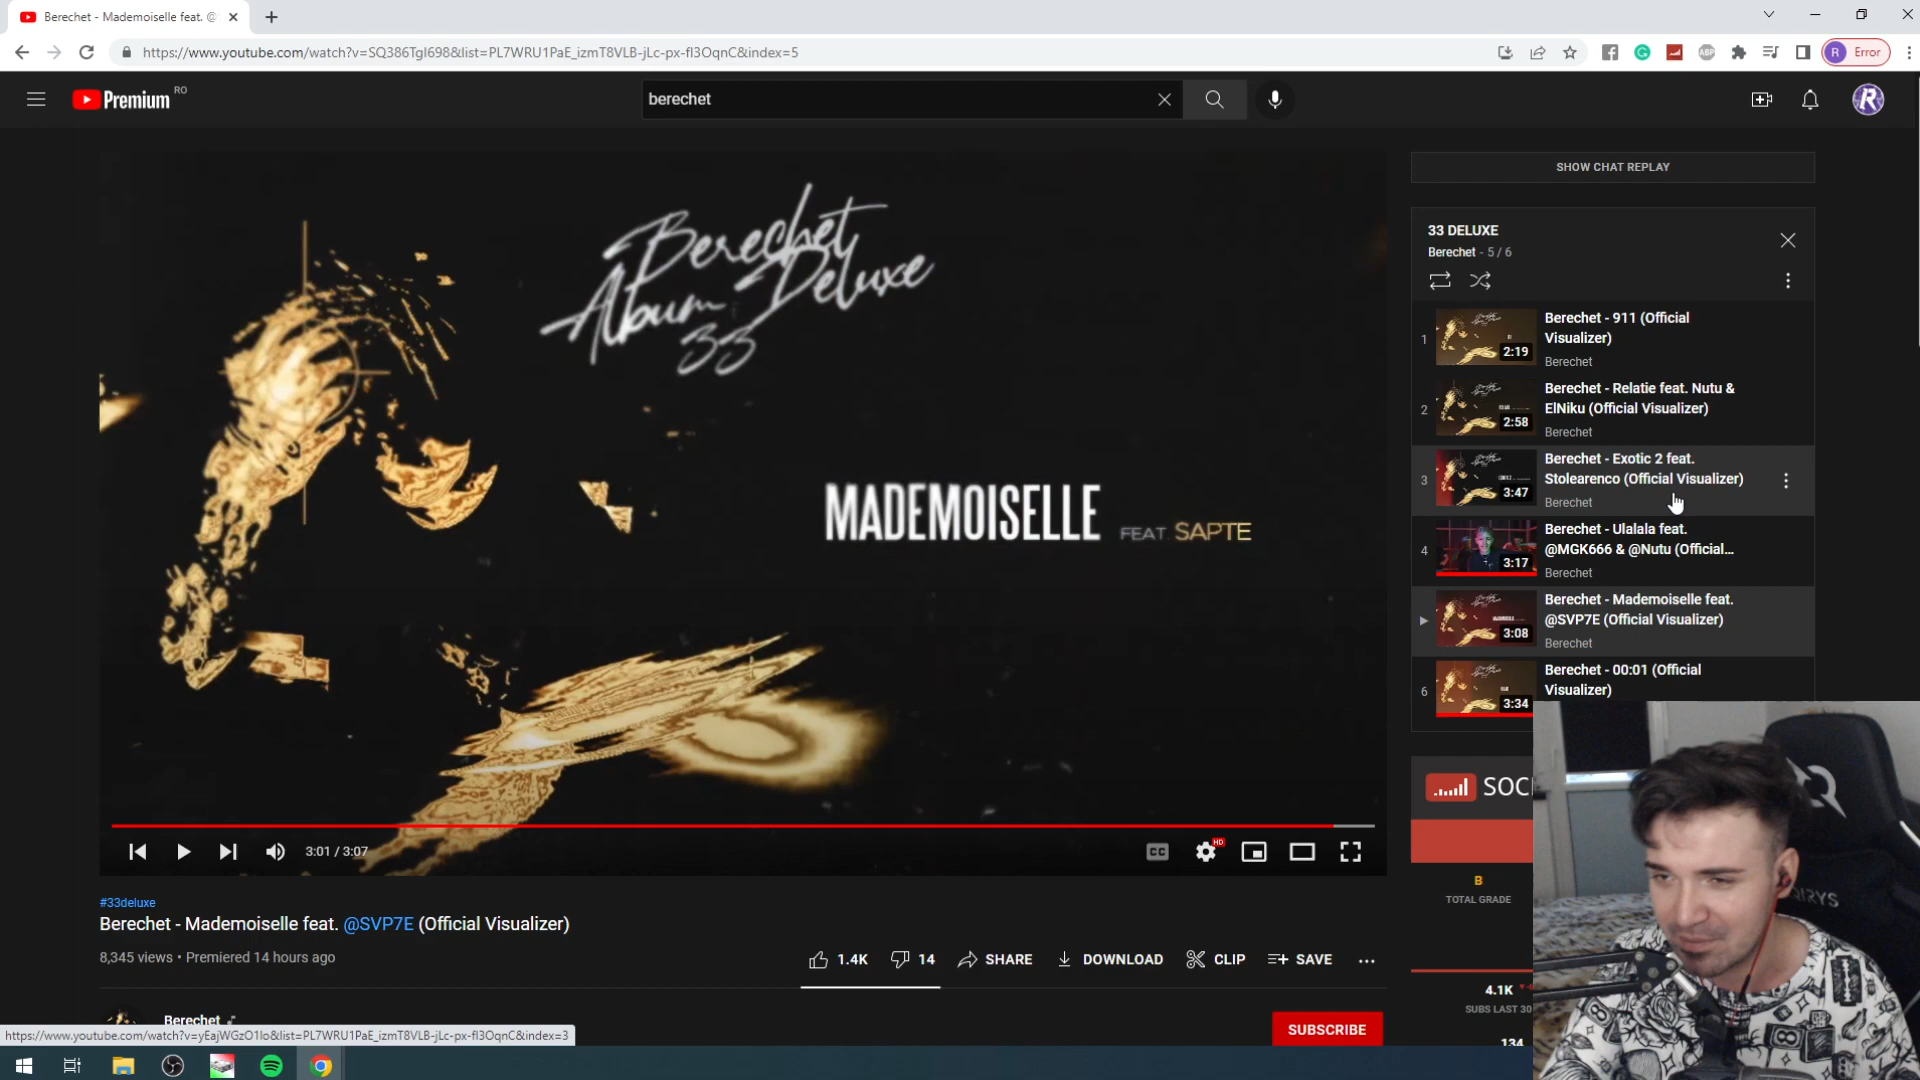 Berechet - Mademoiselle feat. @
https://www.youtube.com/watch?v=SQ386TgI698&list=PL7WRU1PaE_izmT8VLB-jLc-px-fl3OqnC&index=5
ABP
R Error
Premium RO
berechet
R
SHOW CHAT REPLAY
Berechet
Album Deluxe
33
MADEMOISELLE FEAT. SAPTE
33 DELUXE
Berechet - 5 / 6
1
2:19
Berechet - 911 (Official
Visualizer)
Berechet
2
2:58
Berechet - Relatie feat. Nutu &
ElNiku (Official Visualizer)
Berechet
3
3:47
Berechet - Exotic 2 feat.
Stolearenco (Official Visualizer)
Berechet
4
3:17
Berechet - Ulalala feat.
@MGK666 & @Nutu (Official...
Berechet
3:08
Berechet - Mademoiselle feat.
@SVP7E (Official Visualizer)
Berechet
6
3:34
Berechet - 00:01 (Official
Visualizer)
3:01 / 3:07
CC
HD
#33deluxe
Berechet - Mademoiselle feat. @SVP7E (Official Visualizer)
8,345 views • Premiered 14 hours ago
1.4K
14
SHARE
DOWNLOAD
CLIP
SAVE
Berechet
SUBSCRIBE
SOC
B
TOTAL GRADE
4.1K
SUBS LAST 30
134
https://www.youtube.com/watch?v=yEajWGzO1Io&list=PL7WRU1PaE_izmT8VLB-jLc-px-fl3OqnC&index=3